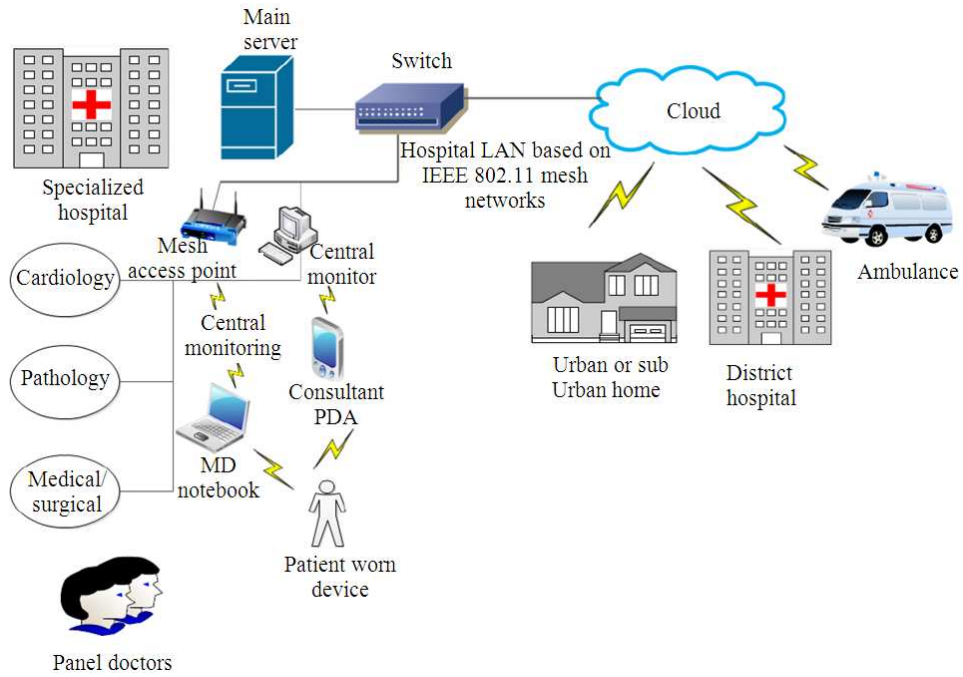 Main
server
Switch
Cloud
Hospital LAN based on
IEEE 802.11 mesh
networks
Specialized
hospital
Mesh
access point
Central
monitor
Ambulance
Cardiology
Central
monitoring
Urban or sub
Urban home
District
hospital
Pathology
Consultant
PDA
MD
notebook
Medical/
surgical
Patient worn
device
Panel doctors